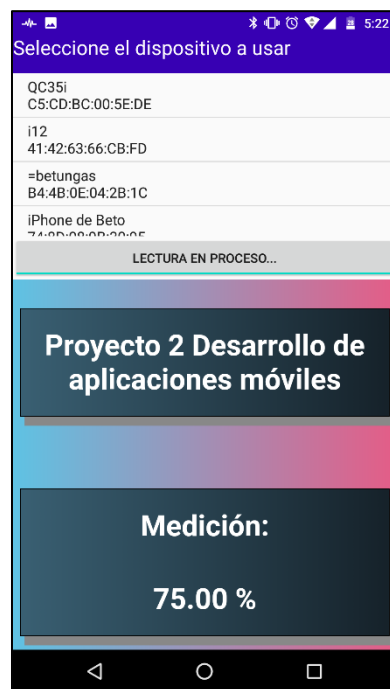 5:22
Seleccione el dispositivo a usar
QC35i
C5:CD:BC:00:5E:DE
i12
41:42:63:66:CB:FD
=betungas
B4:4B:0E:04:2B:1C
iPhone de Beto
LECTURA EN PROCESO...
Proyecto 2 Desarrollo de
aplicaciones móviles
Medición:
75.00 %